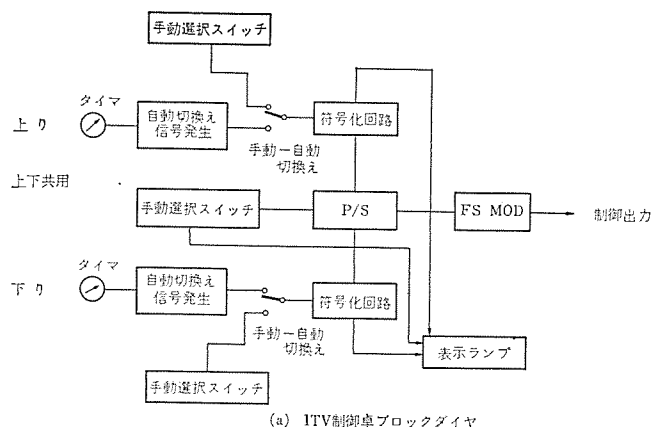 手動選択スイッチ
タイマ
上り
自動切換え
信号発生
符号化回路
手動ー自動
切換え
上下共用
手動選択スイッチ
P/S
FS MOD
制御出力
タイマ
下り
自動切換え
信号発生
符号化回路
手動ー自動
切換え
表示ランプ
手動選択スイッチ
(a) 1TV制御卓ブロックダイヤ